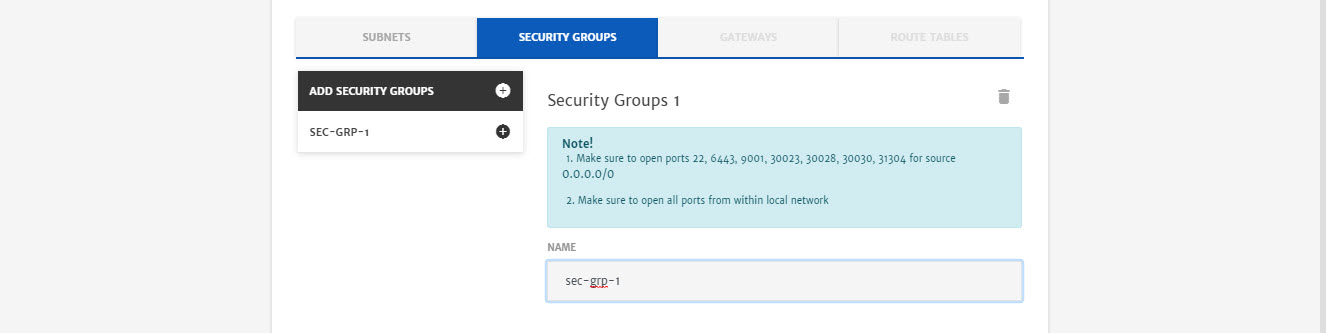 SUBNETS
SECURITY GROUPS
GATEWAYS
ROUTE TABLES
ADD SECURITY GROUPS
SEC-GRP-1
Security Groups 1
Note!
1. Make sure to open ports 22, 6443, 9001, 30023, 30028, 30030, 31304 for source
0.0.0.0/0
2. Make sure to open all ports from within local network
NAME
sec-grp-1